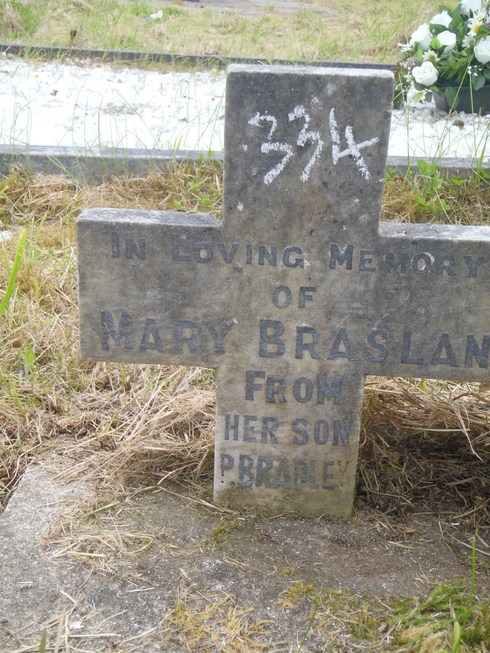 334
IN LOVING MEMORY
OF
MARY BRASLAN
FROM
HER SON
P. BRADLEY